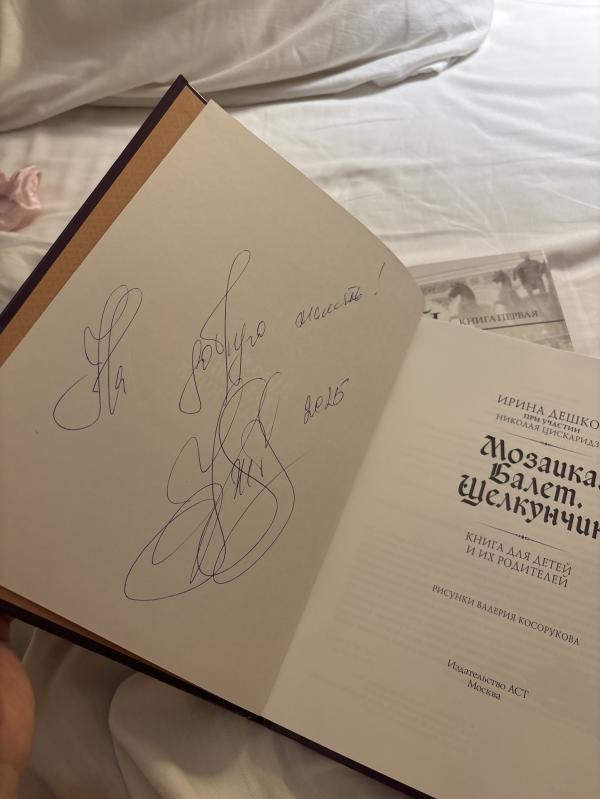 На добрую память!
2025
КНИГА ПЕРВАЯ
ИРИНА ДЕШКО
ПРИ УЧАСТИИ
НИКОЛАЯ ЦИСКАРИДЗ
Мозаика.
Балет.
Щелкунчик
КНИГА ДЛЯ ДЕТЕЙ
И ИХ РОДИТЕЛЕЙ
РИСУНКИ ВАЛЕРИЯ КОСОРУКОВА
Издательство АСТ
Москва